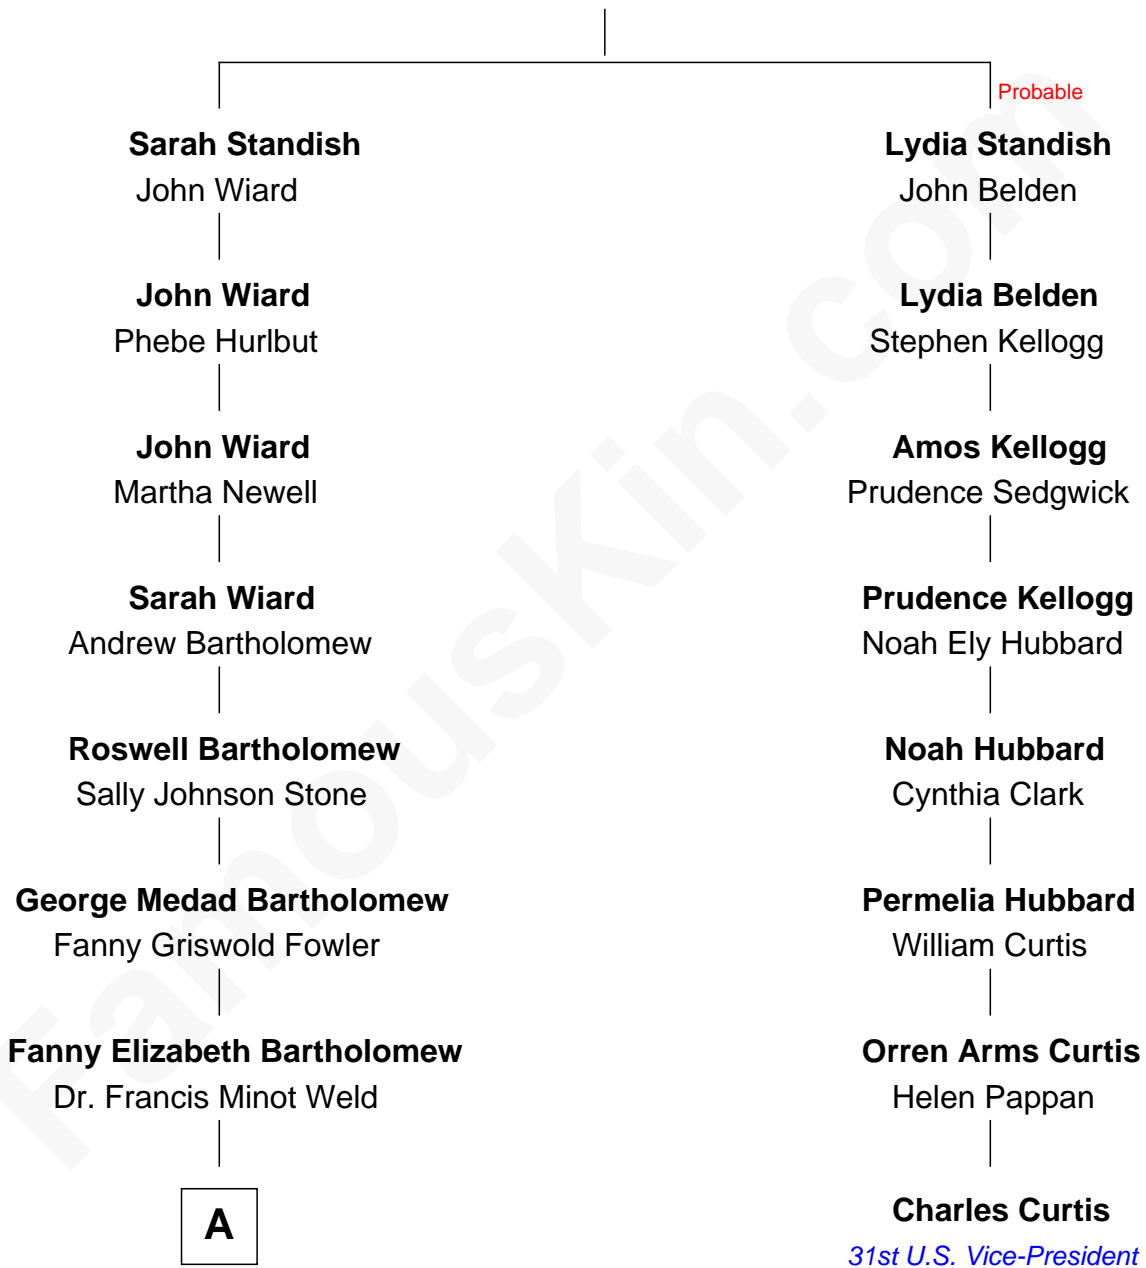 Probable
Sarah Standish
John Wiard
Lydia Standish
John Belden
John Wiard
Phebe Hurlbut
Lydia Belden
Stephen Kellogg
John Wiard
Martha Newell
Amos Kellogg
Prudence Sedgwick
Sarah Wiard
Andrew Bartholomew
Prudence Kellogg
Noah Ely Hubbard
Roswell Bartholomew
Sally Johnson Stone
Noah Hubbard
Cynthia Clark
George Medad Bartholomew
Fanny Griswold Fowler
Permelia Hubbard
William Curtis
Fanny Elizabeth Bartholomew
Dr. Francis Minot Weld
Orren Arms Curtis
Helen Pappan
A
Charles Curtis
31st U.S. Vice-President
FamousKin.com